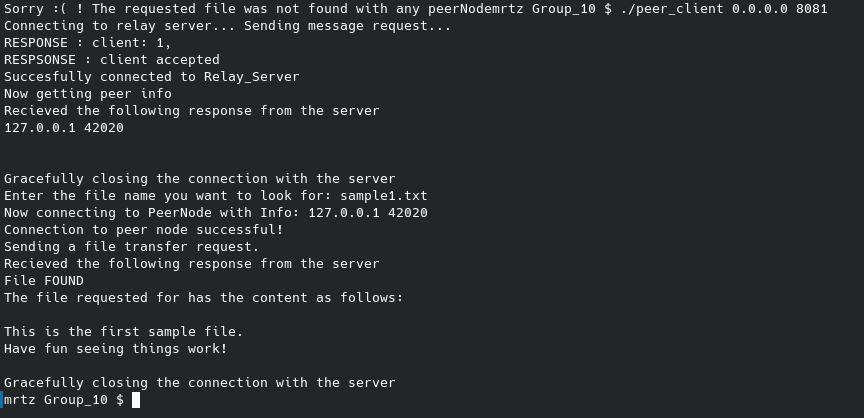 Sorry :( ! The requested file was not found with any peerNodemrtz Group_10 $ ./peer_client 0.0.0.0 8081
Connecting to relay server... Sending message request...
RESPONSE : client: 1,
RESPSONSE : client accepted
Succesfully connected to Relay_Server
Now getting peer info
Recieved the following response from the server
127.0.0.1 42020
Gracefully closing the connection with the server
Enter the file name you want to look for: sample1.txt
Now connecting to PeerNode with Info: 127.0.0.1 42020
Connection to peer node successful!
Sending a file transfer request.
Recieved the following response from the server
File FOUND
The file requested for has the content as follows:
This is the first sample file.
Have fun seeing things work!
Gracefully closing the connection with the server
mrtz Group_10 $